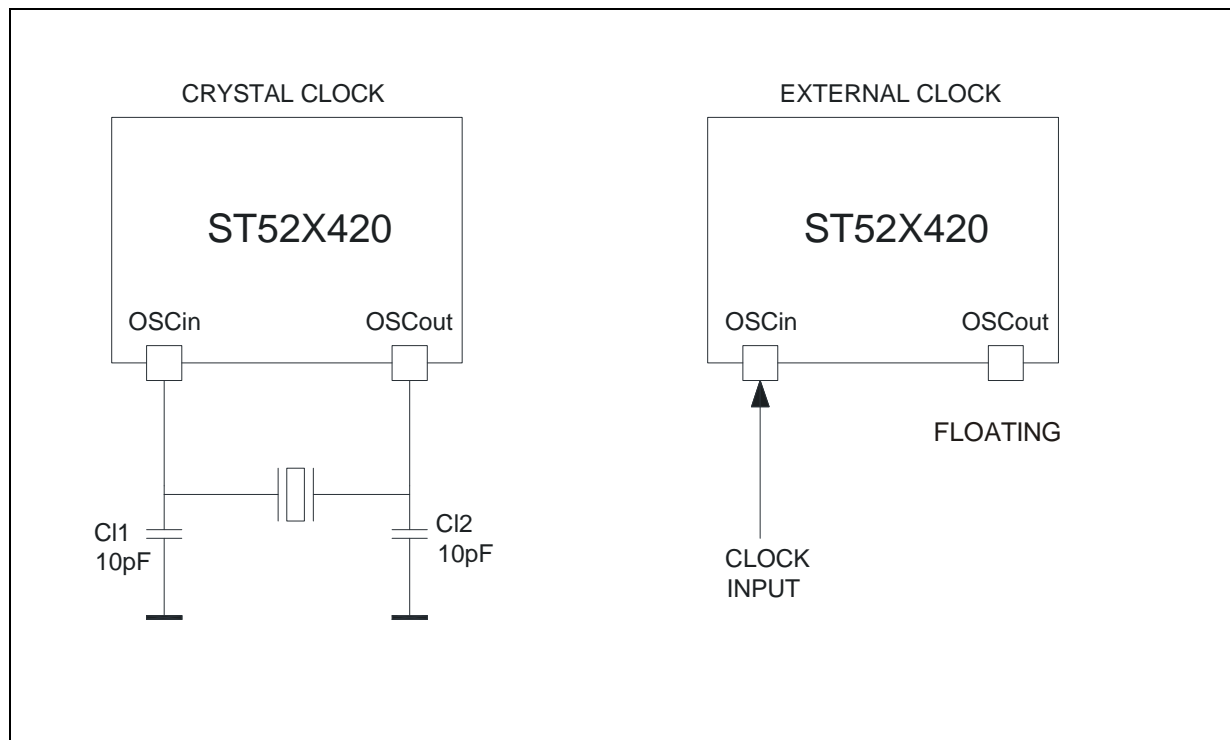 CRYSTAL CLOCK
ST52X420
OSCin
OSCout
Cl1
10pF
Cl2
10pF
EXTERNAL CLOCK
ST52X420
OSCin
OSCout
FLOATING
CLOCK
INPUT